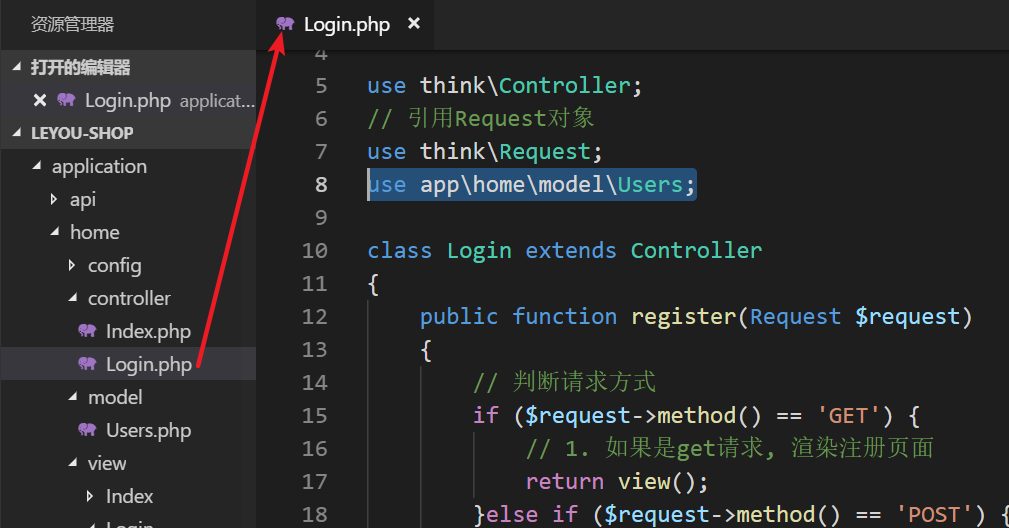 资源管理器
打开的编辑器
Login.php applicat...
LEYOU-SHOP
application
api
home
config
controller
Index.php
Login.php
model
Users.php
view
Index
Login
Login.php
4
5 use think\Controller;
6 // 引用Request对象
7 use think\Request;
8 use app\home\model\Users;
9
10 class Login extends Controller
11 {
12 public function register(Request $request)
13 {
14 // 判断请求方式
15 if ($request->method() == 'GET') {
16 // 1. 如果是get请求, 渲染注册页面
17 return view();
18 }else if ($request->method() == 'POST') {